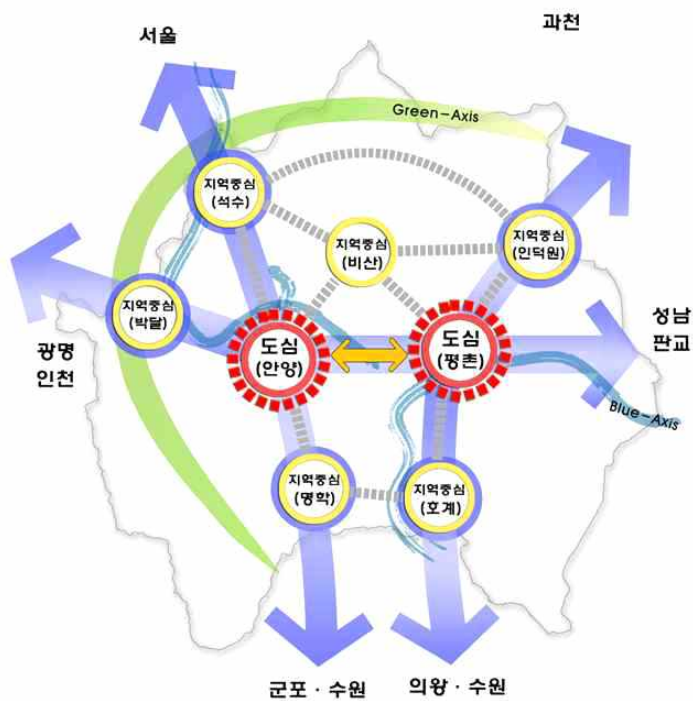 서울
과천
Green-Axis
지역중심
(석수)
지역중심
(비산)
지역중심
(인덕원)
지역중심
(박달)
광명
인천
도심
(안양)
도심
(평촌)
성남
판교
Blue-Axis
지역중심
(명학)
지역중심
(호계)
군포·수원
의왕·수원